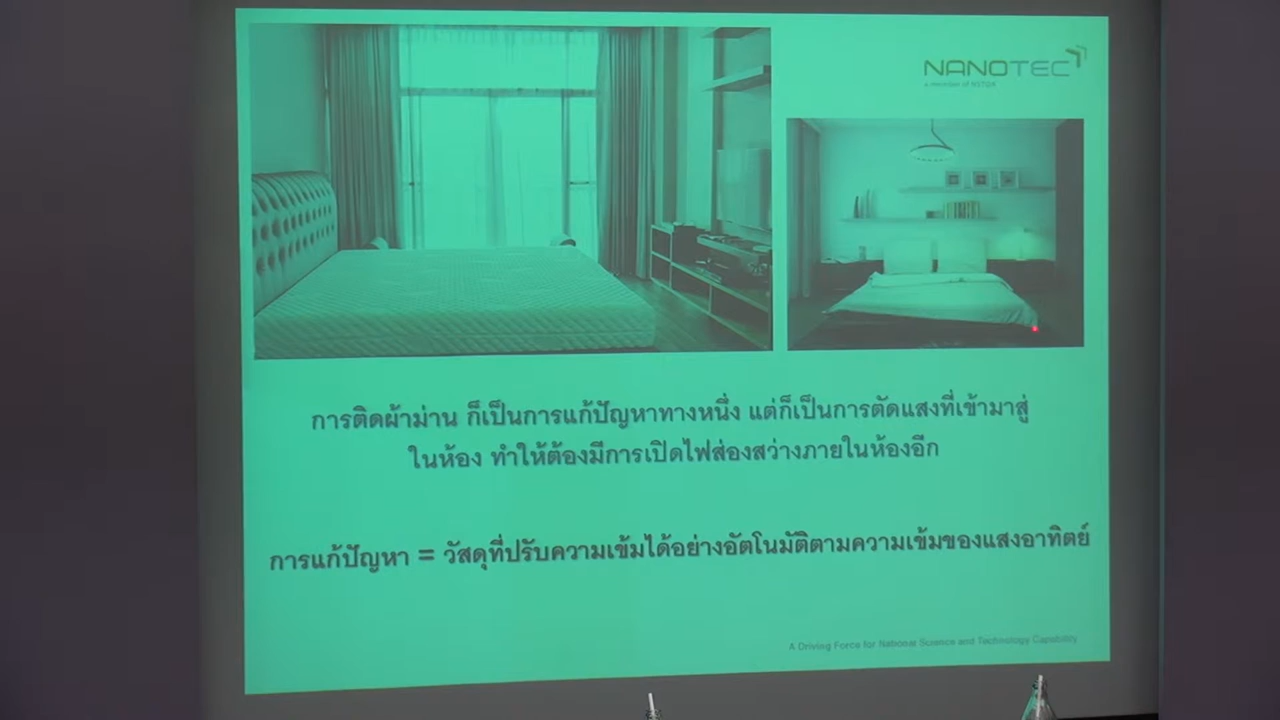 NANOTEC
a member of NSTDA
การติดผ้าม่าน ก็เป็นการแก้ปัญหาทางหนึ่ง แต่ก็เป็นการตัดแสงที่เข้ามาสู่
ในห้อง ทำให้ต้องมีการเปิดไฟส่องสว่างภายในห้องอีก
การแก้ปัญหา = วัสดุที่ปรับความเข้มได้อย่างอัตโนมัติตามความเข้มของแสงอาทิตย์
A Driving Force for National Science and Technology Capability